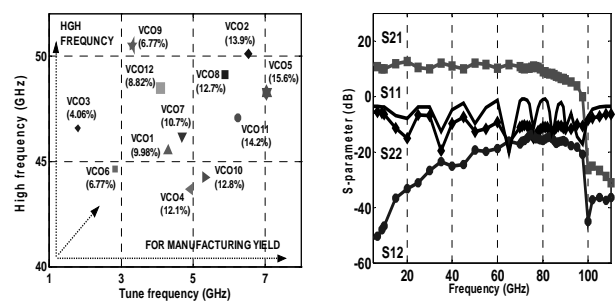 High frequency (GHz)
50
45
40
HGH
FREQUNCY
VCO9
(6.77%)
VCO2
(13.9%)
VCO12
(8.82%)
VCO8
(12.7%)
VCO5
(15.6%)
VCO3
(4.06%)
VCO7
(10.7%)
VCO1
(9.98%)
VCO11
(14.2%)
VCO6
(6.77%)
VCO10
(12.8%)
VCO4
(12.1%)
FOR MANUFACTURING YIELD
1 3 5 7
Tune frequency (GHz)
S-parameter (dB)
40
20
0
-20
-40
-60
S21
S11
S22
S12
20 40 60 80 100
Frequency (GHz)